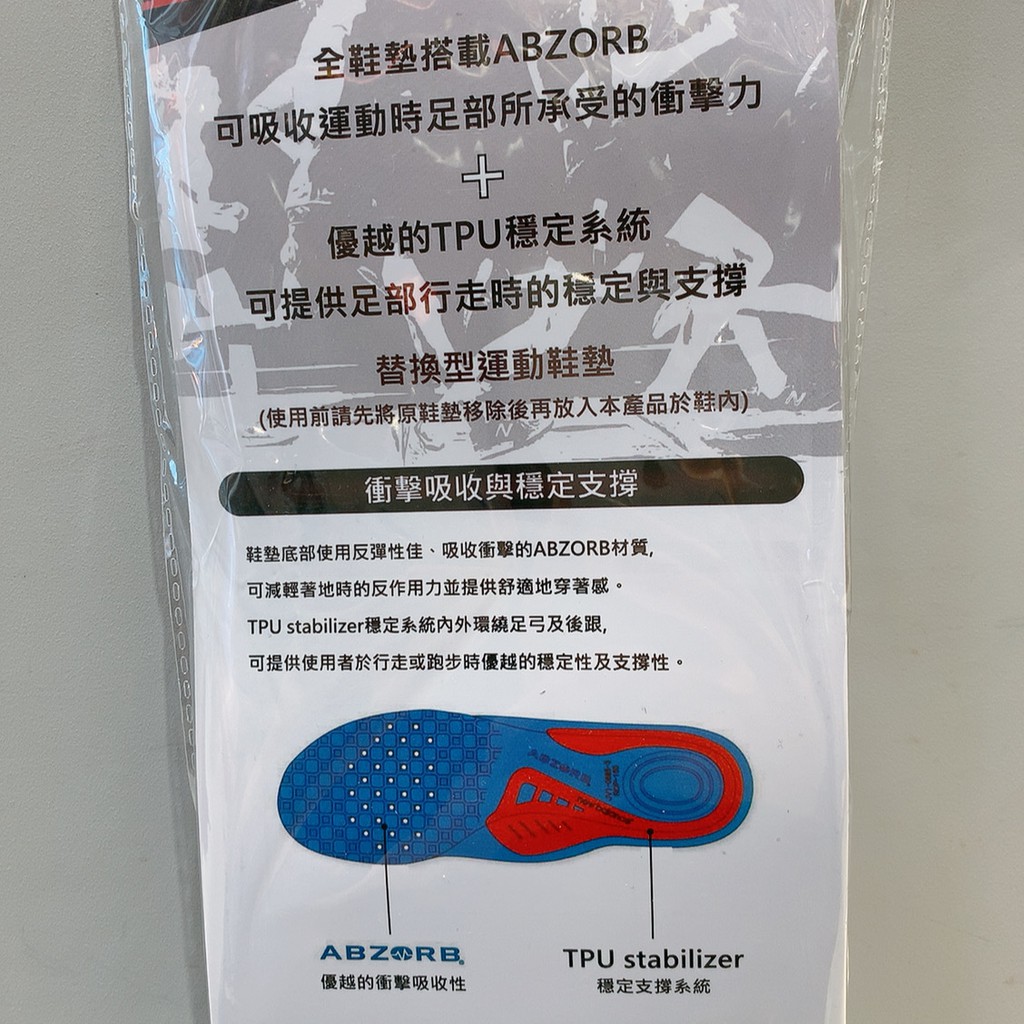 全鞋墊搭載ABZORB
可吸收運動時足部所承受的衝擊力
+
優越的TPU穩定系統
可提供足部行走時的穩定與支撐
替換型運動鞋墊
(使用前請先將原鞋墊移除後再放入本產品於鞋內)
衝擊吸收與穩定支撐
鞋墊底部使用反彈性佳、吸收衝擊的ABZORB材質,
可減輕著地時的反作用力並提供舒適地穿著感。
TPU stabilizer穩定系統內外環繞足弓及後跟,
可提供使用者於行走或跑步時優越的穩定性及支撐性。
ABZORB
new balance
ABZORB
優越的衝擊吸收性
TPU stabilizer
穩定支撐系統